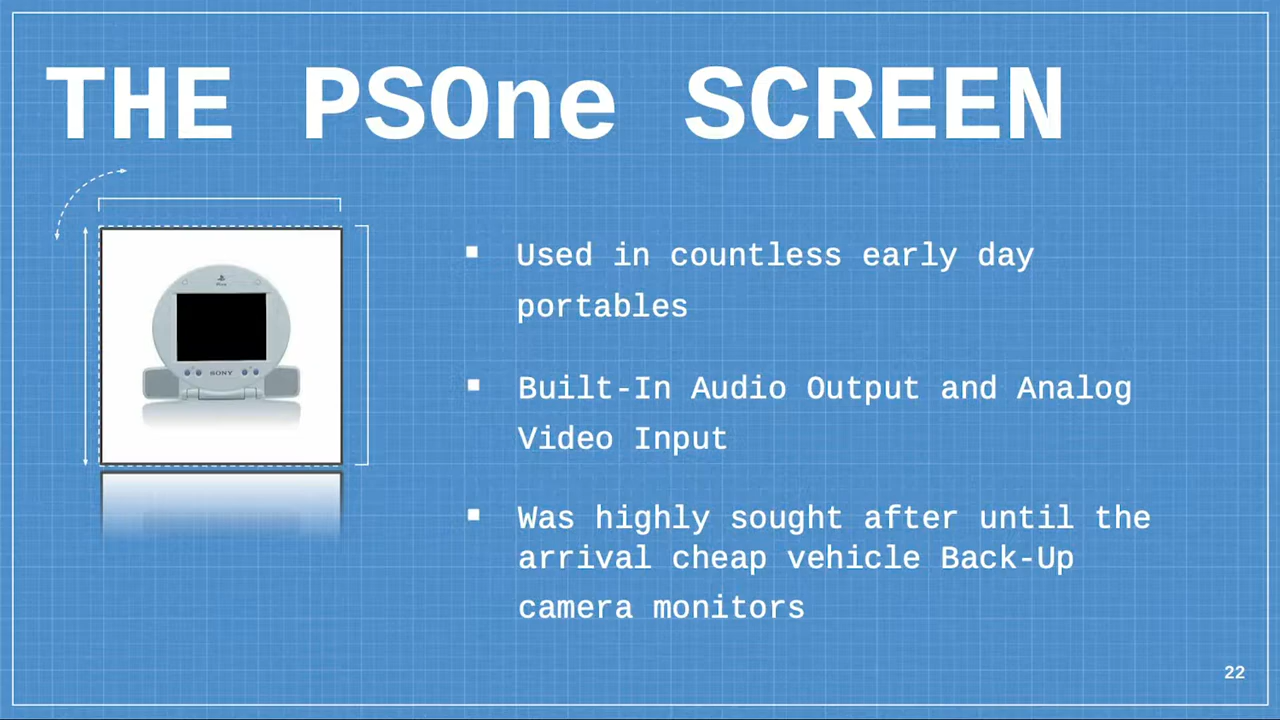 THE PSOne SCREEN
Used in countless early day
portables
Built-In Audio Output and Analog
Video Input
Was highly sought after until the
arrival cheap vehicle Back-Up
camera monitors
SONY
22